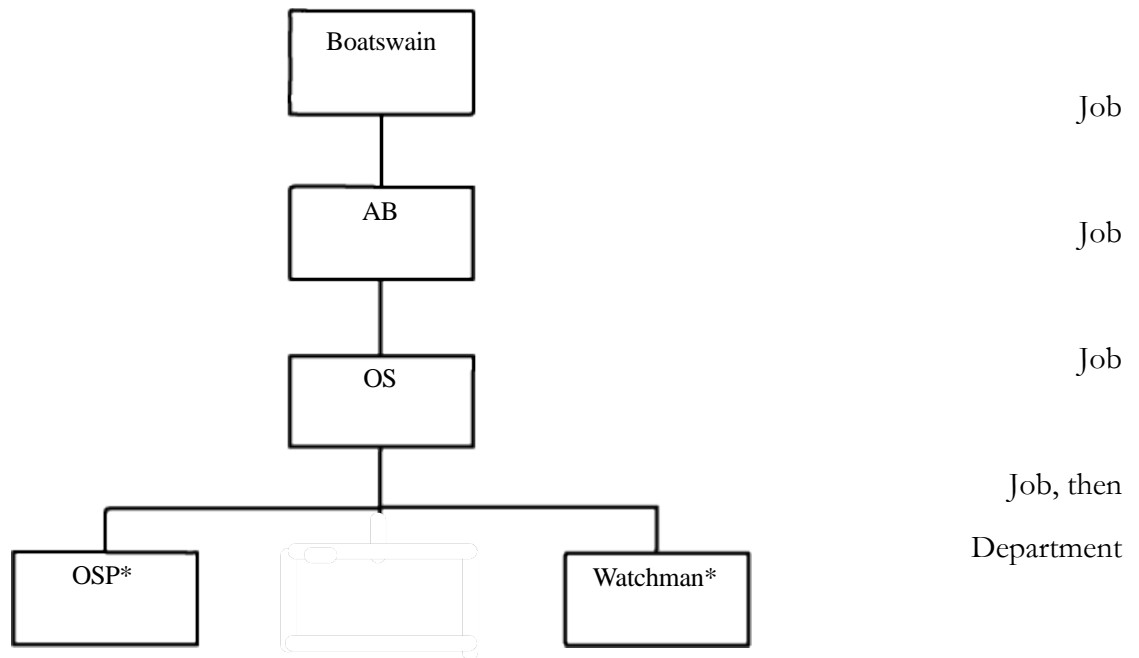 Boatswain
Job
AB
Job
OS
Job
Job, then
Department
OSP*
Watchman*